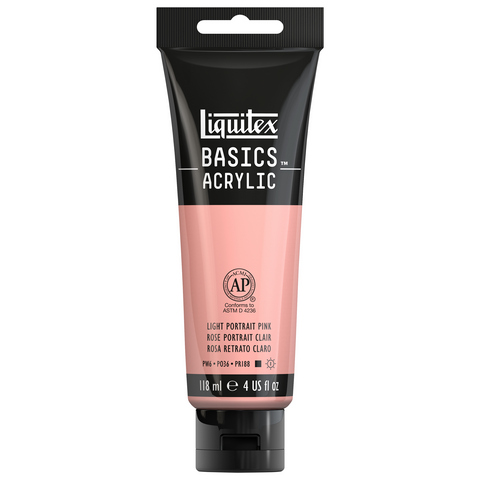 Liquitex
BASICS™
ACRYLIC
ACMI
AP
®
Conforms to
ASTM D 4236
LIGHT PORTRAIT PINK
ROSE PORTRAIT CLAIR
ROSA RETRATO CLARO
PW6 • PO36 • PR188
I
118 ml ℮ 4 US fl oz